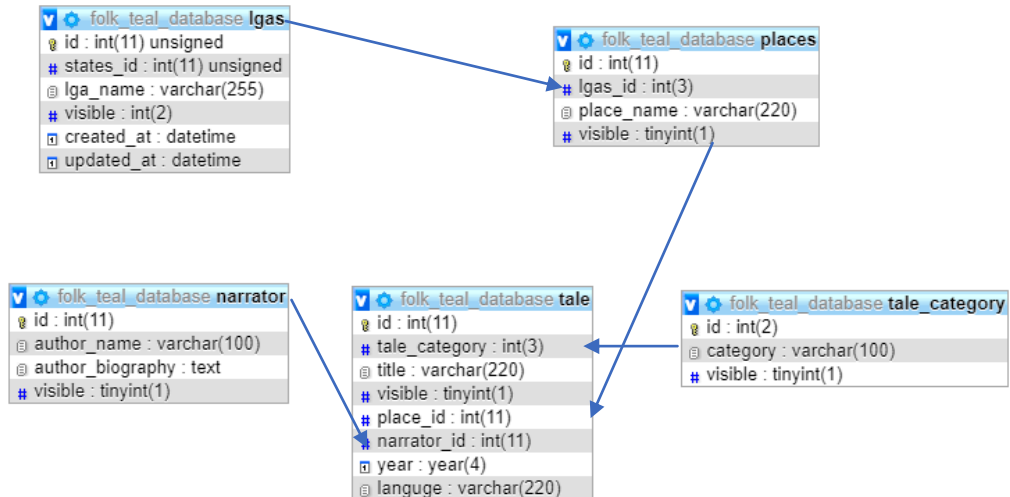 folk_teal_database lgas
id : int(11) unsigned
states_id : int(11) unsigned
lga_name : varchar(255)
visible : int(2)
created_at : datetime
updated_at : datetime
folk_teal_database places
id : int(11)
lgas_id : int(3)
place_name : varchar(220)
visible : tinyint(1)
folk_teal_database narrator
id : int(11)
author_name : varchar(100)
author_biography : text
visible : tinyint(1)
folk_teal_database tale
id : int(11)
tale_category : int(3)
title : varchar(220)
visible : tinyint(1)
place_id : int(11)
narrator_id : int(11)
year : year(4)
languge : varchar(220)
folk_teal_database tale_category
id : int(2)
category : varchar(100)
visible : tinyint(1)